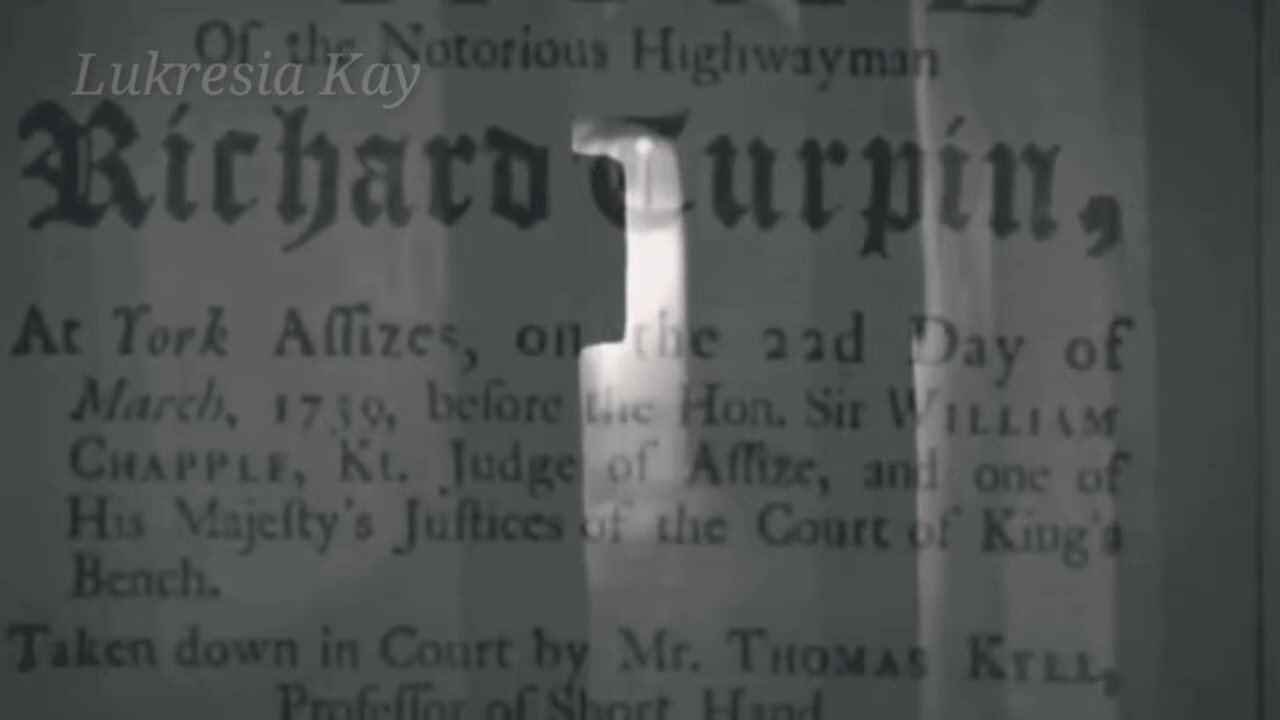 Of the Notorious Highwayman
Lukresia Kay
Richard Turpin,
At York Aſſizes, on the 22d Day of
March, 1739, before the Hon. Sir WILLIAM
CHAPPLE, Kt. Judge of Aſſize, and one of
His Majeſty's Juſtices of the Court of King's
Bench.
Taken down in Court by Mr. THOMAS KYLL,
Profeſſor of Short Hand